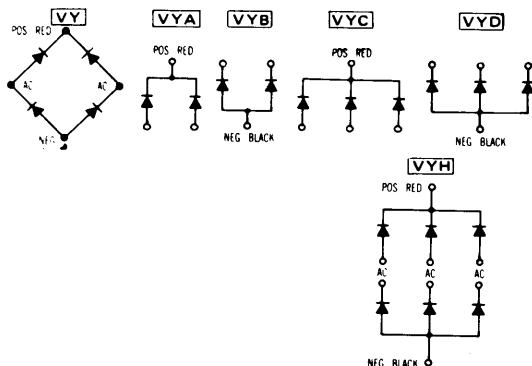 VY
VYA
VYB
VYC
VYD
POS RED
POS RED
POS RED
AC
AC
NEG
NEG BLACK
NEG BLACK
VYH
POS RED
AC
AC
AC
NEG BLACK